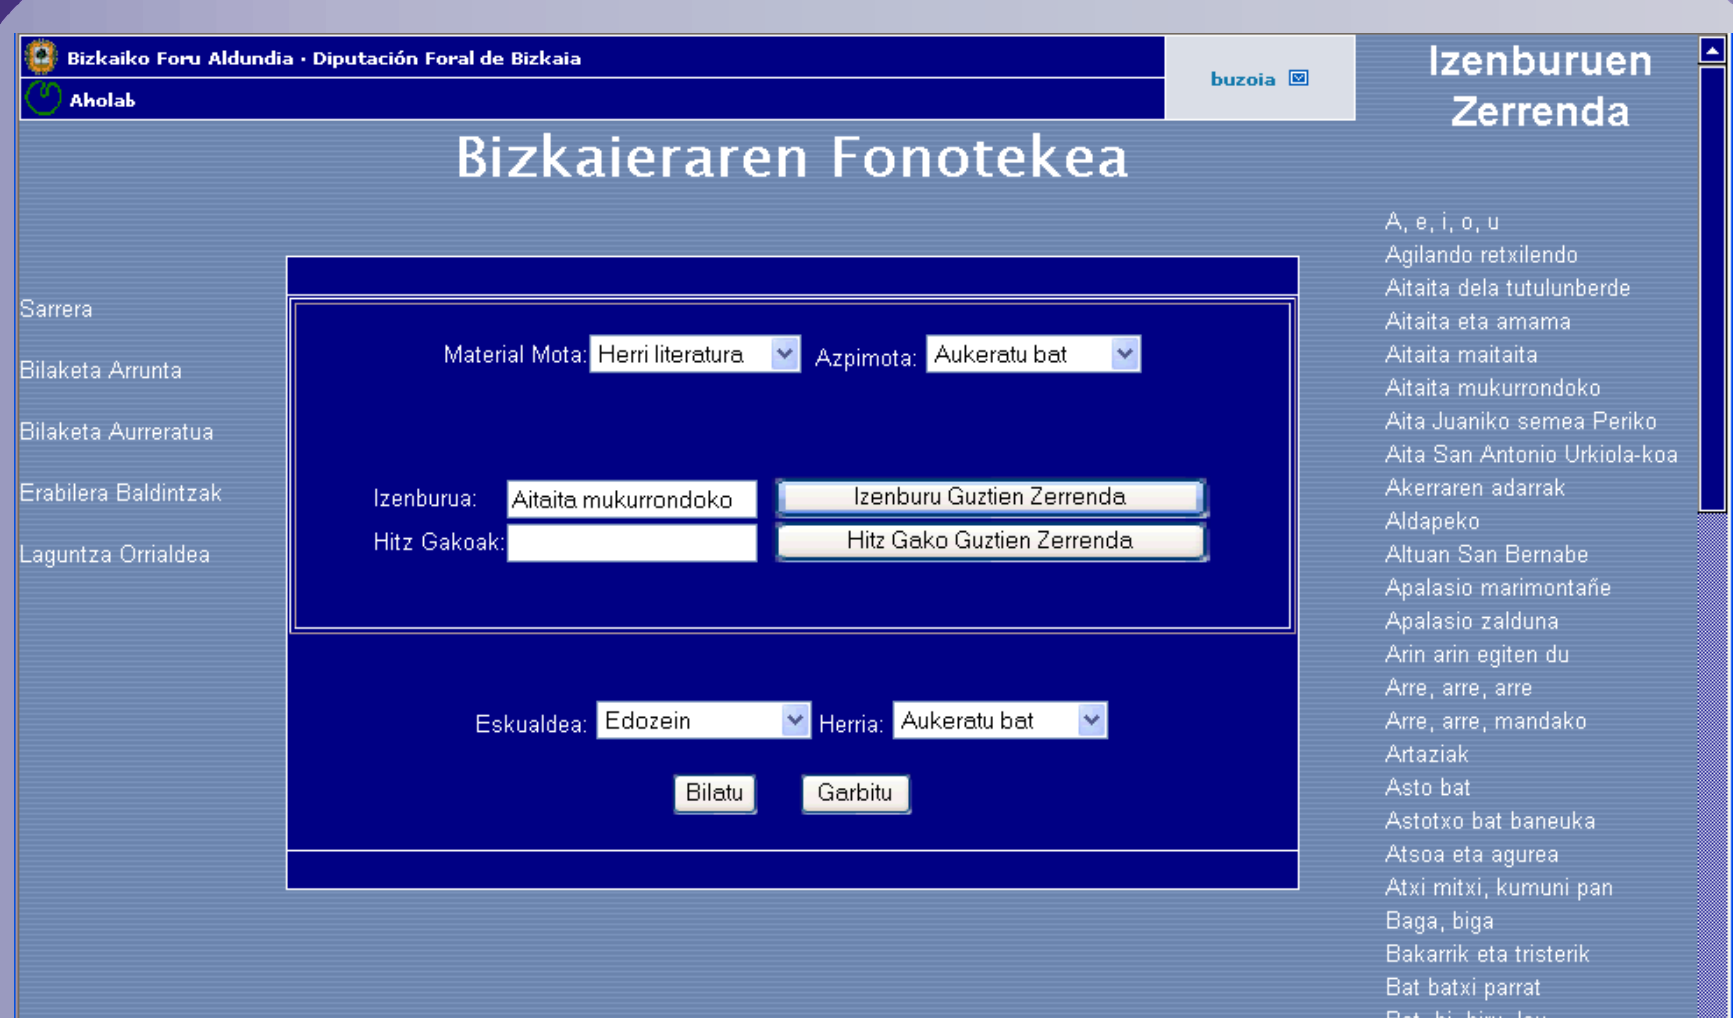 Bizkaiko Foru Aldundia · Diputación Foral de Bizkaia
Aholab
buzoia
Bizkaieraren Fonotekea
Sarrera
Bilaketa Arrunta
Bilaketa Aurreratua
Erabilera Baldintzak
Laguntza Orrialdea
Material Mota: Herri literatura Azpimota: Aukeratu bat
Izenburua: Aitaita mukurrondoko Izenburu Guztien Zerrenda
Hitz Gakoak: Hitz Gako Guztien Zerrenda
Eskualdea: Edozein Herria: Aukeratu bat
Bilatu Garbitu
Izenburuen
Zerrenda
A, e, i, o, u
Agilando retxilendo
Aitaita dela tutulunberde
Aitaita eta amama
Aitaita maitaita
Aitaita mukurrondoko
Aita Juaniko semea Periko
Aita San Antonio Urkiola-koa
Akerraren adarrak
Aldapeko
Altuan San Bernabe
Apalasio marimontañe
Apalasio zalduna
Arin arin egiten du
Arre, arre, arre
Arre, arre, mandako
Artaziak
Asto bat
Astotxo bat baneuka
Atsoa eta agurea
Atxi mitxi, kumuni pan
Baga, biga
Bakarrik eta tristerik
Bat batxi parrat